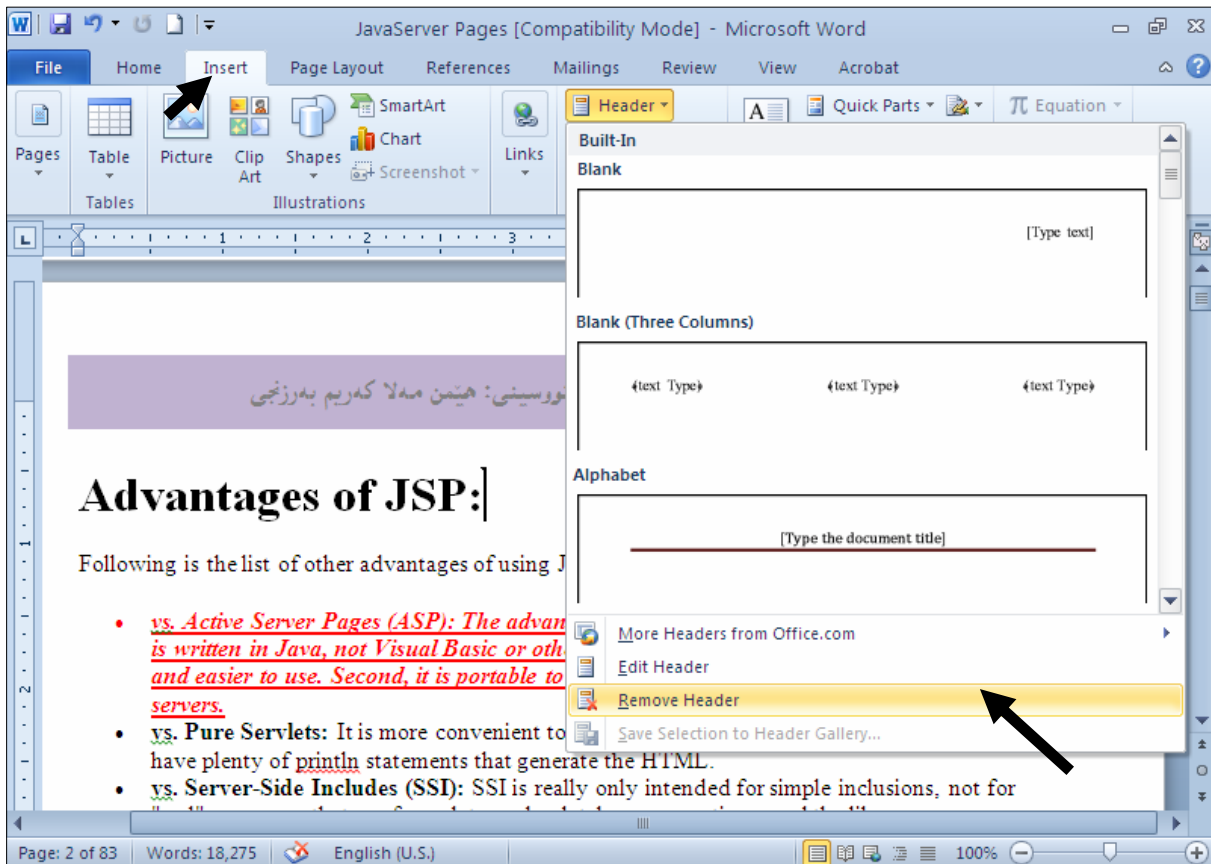 JavaServer Pages [Compatibility Mode] - Microsoft Word
File Home Insert Page Layout References Mailings Review View Acrobat
Pages
Table
Tables
Picture
Clip Art
Shapes
SmartArt
Chart
Screenshot
Illustrations
Links
Header
A
Quick Parts
π Equation
Built-In
Blank
[Type text]
Blank (Three Columns)
{text Type} {text Type} {text Type}
Alphabet
[Type the document title]
More Headers from Office.com
Edit Header
Remove Header
Save Selection to Header Gallery...
1 2 3
هێمن مەلا کەریم بەرزنجی
Advantages of JSP:
Following is the list of other advantages of using
vs. Active Server Pages (ASP): The
is written in Java, not Visual Basic or
and easier to use. Second, it is portable to
servers.
vs. Pure Servlets: It is more convenient to
have plenty of println statements that generate the HTML.
vs. Server-Side Includes (SSI): SSI is really only intended for simple inclusions, not for
Page: 2 of 83 Words: 18,275 English (U.S.) 100%